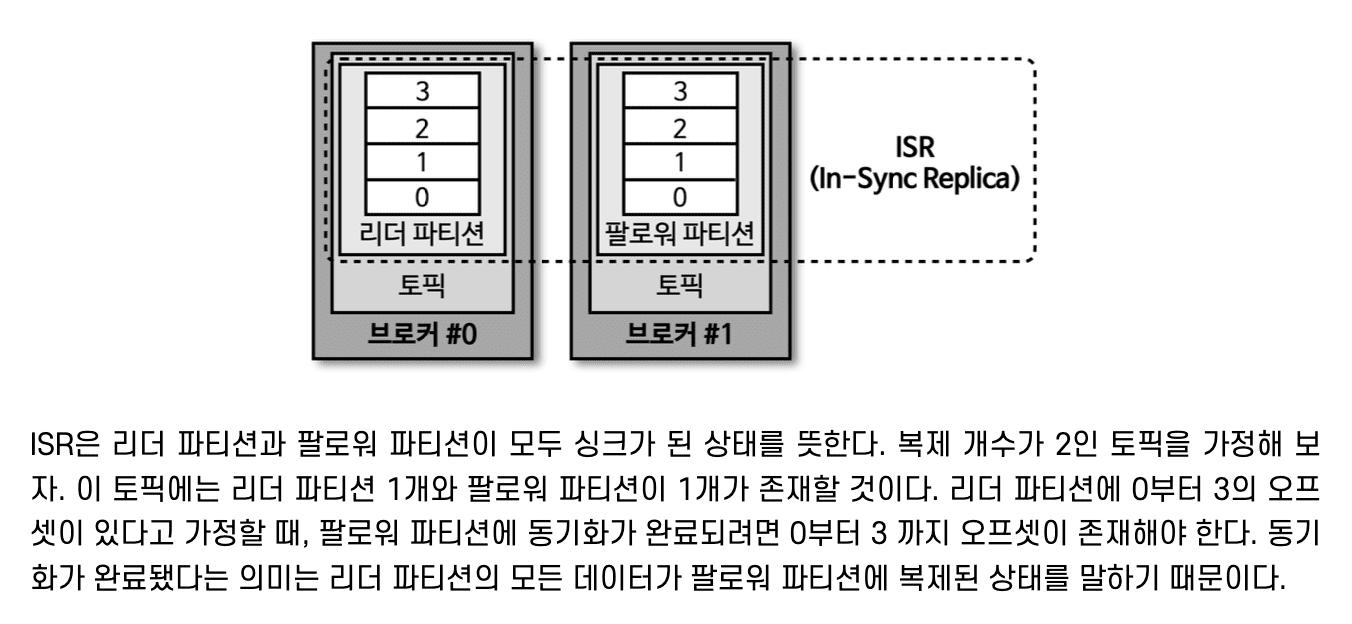 3
2
1
0
리더 파티션
토픽
브로커 #0
3
2
1
0
팔로워 파티션
토픽
브로커 #1
ISR
(In-Sync Replica)
ISR은 리더 파티션과 팔로워 파티션이 모두 싱크가 된 상태를 뜻한다. 복제 개수가 2인 토픽을 가정해 보
자. 이 토픽에는 리더 파티션 1개와 팔로워 파티션이 1개가 존재할 것이다. 리더 파티션에 0부터 3의 오프
셋이 있다고 가정할 때, 팔로워 파티션에 동기화가 완료되려면 0부터 3 까지 오프셋이 존재해야 한다. 동기
화가 완료됐다는 의미는 리더 파티션의 모든 데이터가 팔로워 파티션에 복제된 상태를 말하기 때문이다.